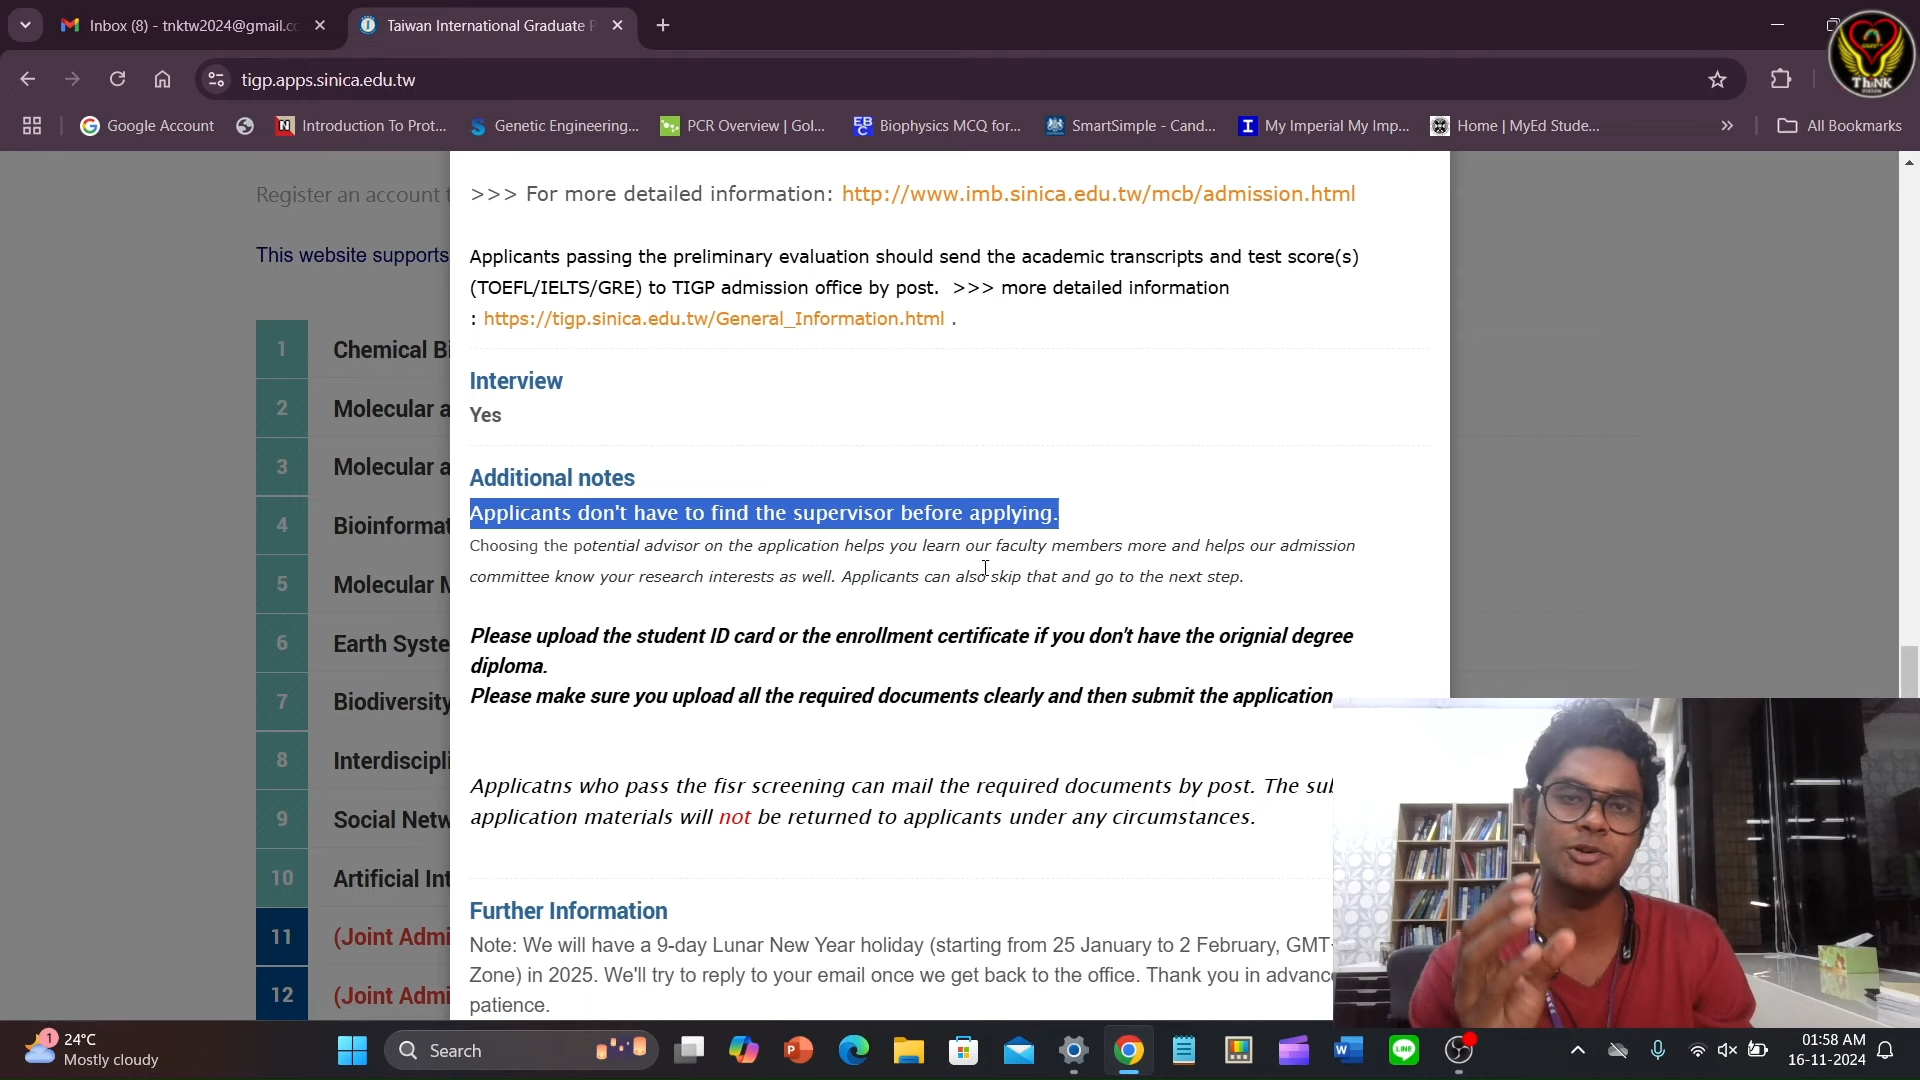 Inbox (8) - tnktw2024@gmail.cc
Taiwan International Graduate P
tigp.apps.sinica.edu.tw
ThiNK
Google Account
Introduction To Prot...
Genetic Engineering...
PCR Overview | Gol...
EBC
Biophysics MCQ for...
SmartSimple - Cand...
My Imperial My Imp...
Home | MyEd Stude...
All Bookmarks
Register an account t
This website supports
1 Chemical Bi
2 Molecular a
3 Molecular a
4 Bioinformat
5 Molecular M
6 Earth Syste
7 Biodiversity
8 Interdiscipli
9 Social Netw
10 Artificial Int
11 (Joint Admi
12 (Joint Admi
>>> For more detailed information: http://www.imb.sinica.edu.tw/mcb/admission.html
Applicants passing the preliminary evaluation should send the academic transcripts and test score(s)
(TOEFL/IELTS/GRE) to TIGP admission office by post.  >>> more detailed information
: https://tigp.sinica.edu.tw/General_Information.html .
Interview
Yes
Additional notes
Applicants don't have to find the supervisor before applying.
Choosing the potential advisor on the application helps you learn our faculty members more and helps our admission
committee know your research interests as well. Applicants can also skip that and go to the next step.
Please upload the student ID card or the enrollment certificate if you don't have the orignial degree
diploma.
Please make sure you upload all the required documents clearly and then submit the application
Applicatns who pass the fisr screening can mail the required documents by post. The sub
application materials will not be returned to applicants under any circumstances.
Further Information
Note: We will have a 9-day Lunar New Year holiday (starting from 25 January to 2 February, GMT+
Zone) in 2025. We'll try to reply to your email once we get back to the office. Thank you in advance
patience.
1
24°C
Mostly cloudy
Search
LINE
01:58 AM
16-11-2024